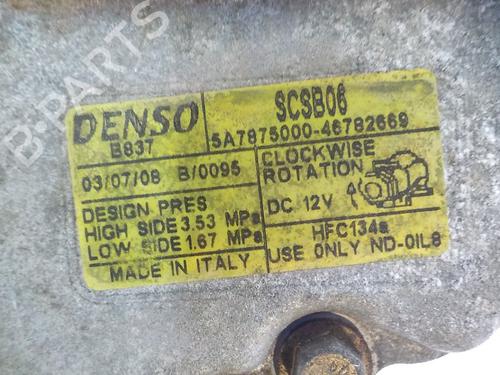 B-PARTS
DENSO
B837
SCSB06
5A7875000-46782669
03/07/08 B/0095
CLOCKWISE
ROTATION
DC 12V
DESIGN PRES
HIGH SIDE 3.53 MPa
LOW SIDE 1.67 MPa
HFC134a
USE ONLY ND-OIL8
MADE IN ITALY